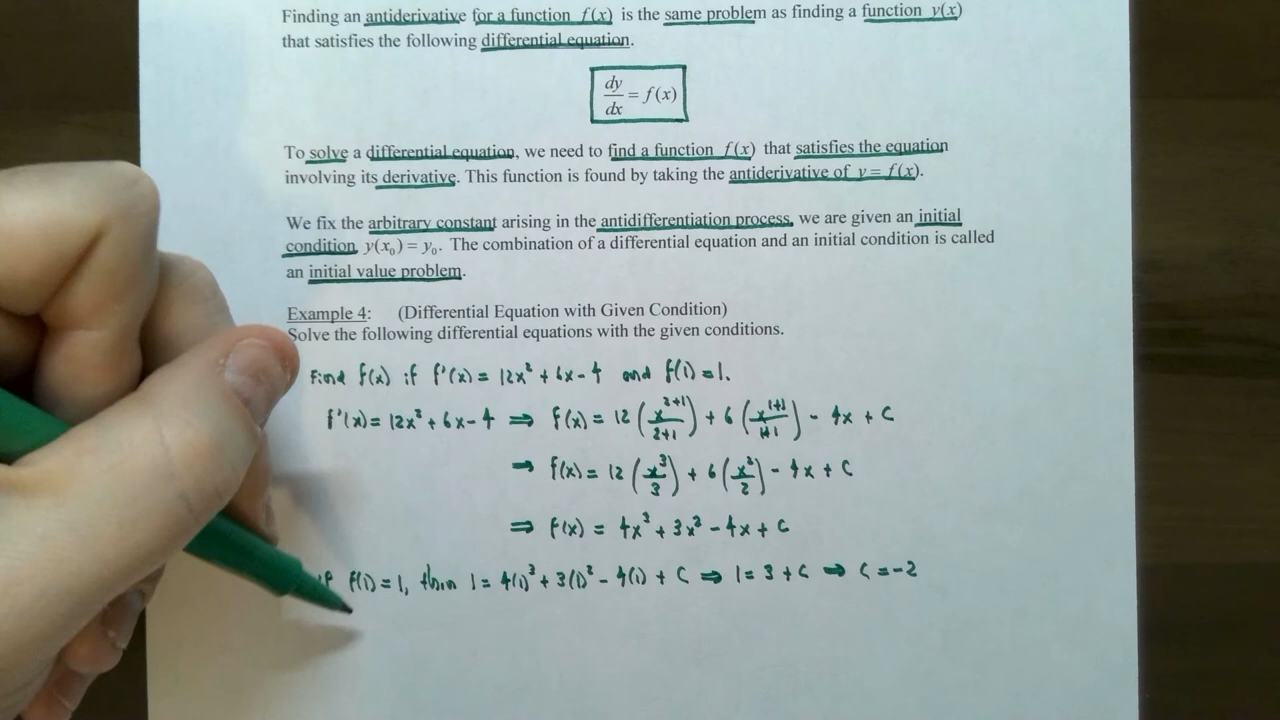 Finding an antiderivative for a function f(x) is the same problem as finding a function y(x)
that satisfies the following differential equation.
dy/dx = f(x)
To solve a differential equation, we need to find a function f(x) that satisfies the equation
involving its derivative. This function is found by taking the antiderivative of y = f(x).
We fix the arbitrary constant arising in the antidifferentiation process, we are given an initial
condition, y(x₀) = y₀. The combination of a differential equation and an initial condition is called
an initial value problem.
Example 4: (Differential Equation with Given Condition)
Solve the following differential equations with the given conditions.
Find f(x) if f'(x) = 12x² + 6x - 4 and f(1) = 1.
f'(x) = 12x² + 6x - 4 ⇒ f(x) = 12 (x²⁺¹/2+1) + 6 (x¹⁺¹/1+1) - 4x + C
⇒ f(x) = 12 (x³/3) + 6 (x²/2) - 4x + C
⇒ f(x) = 4x³ + 3x² - 4x + C
If f(1) = 1, then 1 = 4(1)³ + 3(1)² - 4(1) + C ⇒ 1 = 3 + C ⇒ C = -2